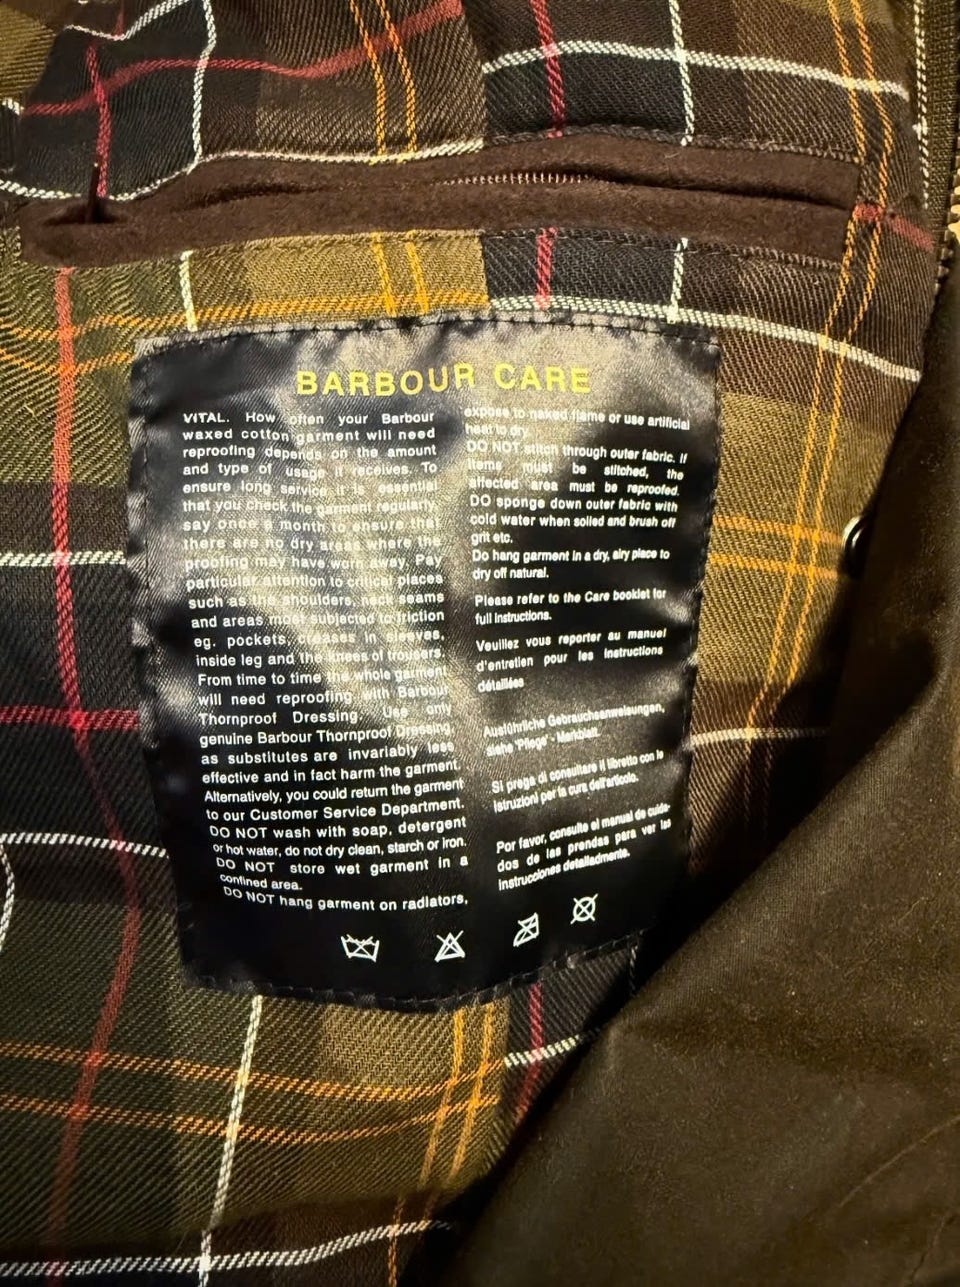 BARBOUR CARE
VITAL. How often your Barbour
waxed cotton garment will need
reproofing depends on the amount
and type of usage it receives. To
ensure long service it is essential
that you check the garment regularly,
say once a month to ensure that
there are no dry areas where the
proofing may have worn away. Pay
particular attention to critical places
such as the shoulders, neck seams
and areas most subjected to friction
eg. pockets, creases in sleeves,
inside leg and the knees of trousers.
From time to time the whole garment
will need reproofing with Barbour
Thornproof Dressing. Use only
genuine Barbour Thornproof Dressing
as substitutes are invariably less
effective and in fact harm the garment.
Alternatively, you could return the garment
to our Customer Service Department.
DO NOT wash with soap, detergent
or hot water, do not dry clean, starch or iron.
DO NOT store wet garment in a
confined area.
DO NOT hang garment on radiators,
expose to naked flame or use artificial
heat to dry.
DO NOT stitch through outer fabric. If
items must be stitched, the
affected area must be reproofed.
DO sponge down outer fabric with
cold water when soiled and brush off
grit etc.
Do hang garment in a dry, airy place to
dry off natural.
Please refer to the Care booklet for
full instructions.
Veuillez vous reporter au manuel
d'entretien pour les instructions
détaillées
Ausführliche Gebrauchsanweisungen,
siehe 'Pflege' - Merkblatt.
Si prega di consultare il libretto con le
istruzioni per la cura dell'articolo.
Por favor, consulte el manual de cuida-
dos de las prendas para ver las
instrucciones detalladmente.